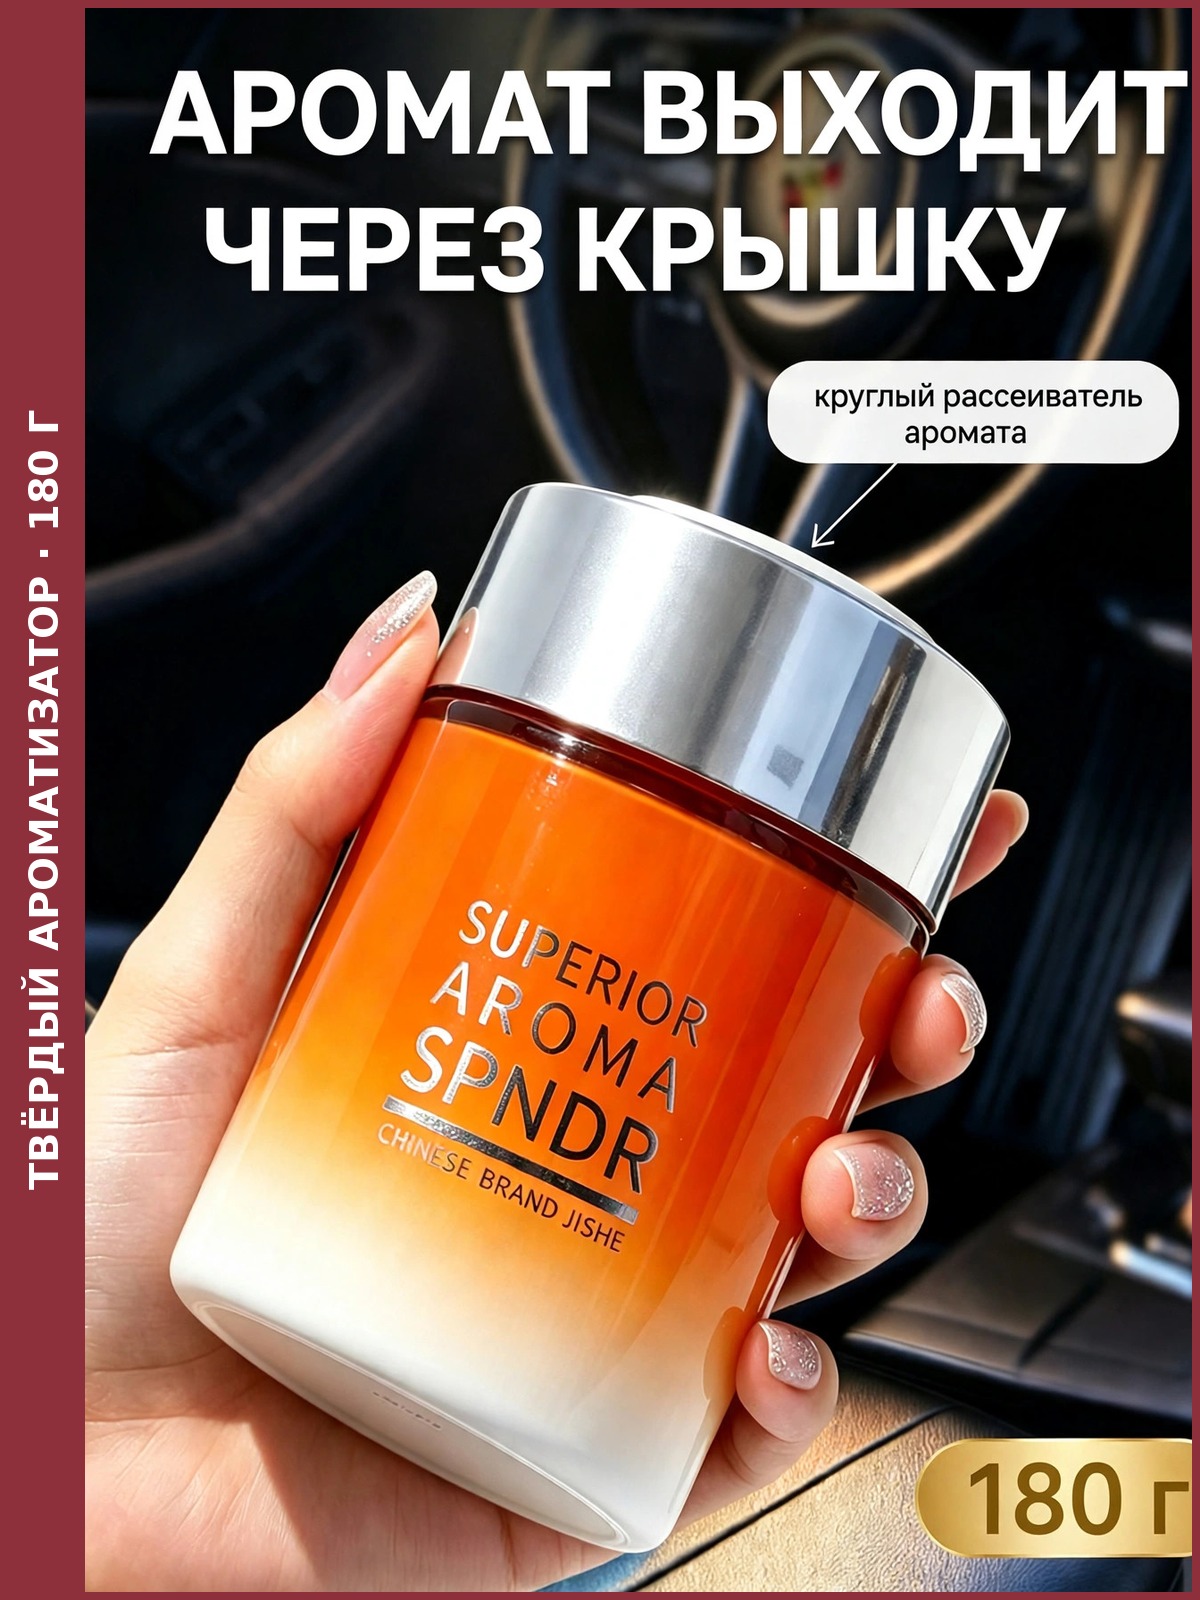 АРОМАТ ВЫХОДИТ
ЧЕРЕЗ КРЫШКУ
круглый рассеиватель
аромата
ТВЁРДЫЙ АРОМАТИЗАТОР · 180 Г
SUPERIOR
AROMA
SPNDR
CHINESE BRAND JISHE
180 г